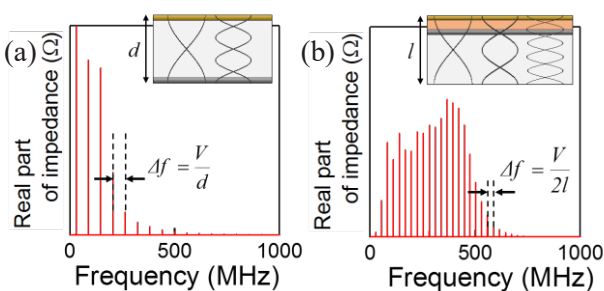 (a)
d
Real part
of impedance (Ω)
Δf = V/d
0
500
1000
Frequency (MHz)
(b)
l
Real part
of impedance (Ω)
Δf = V/2l
0
500
1000
Frequency (MHz)